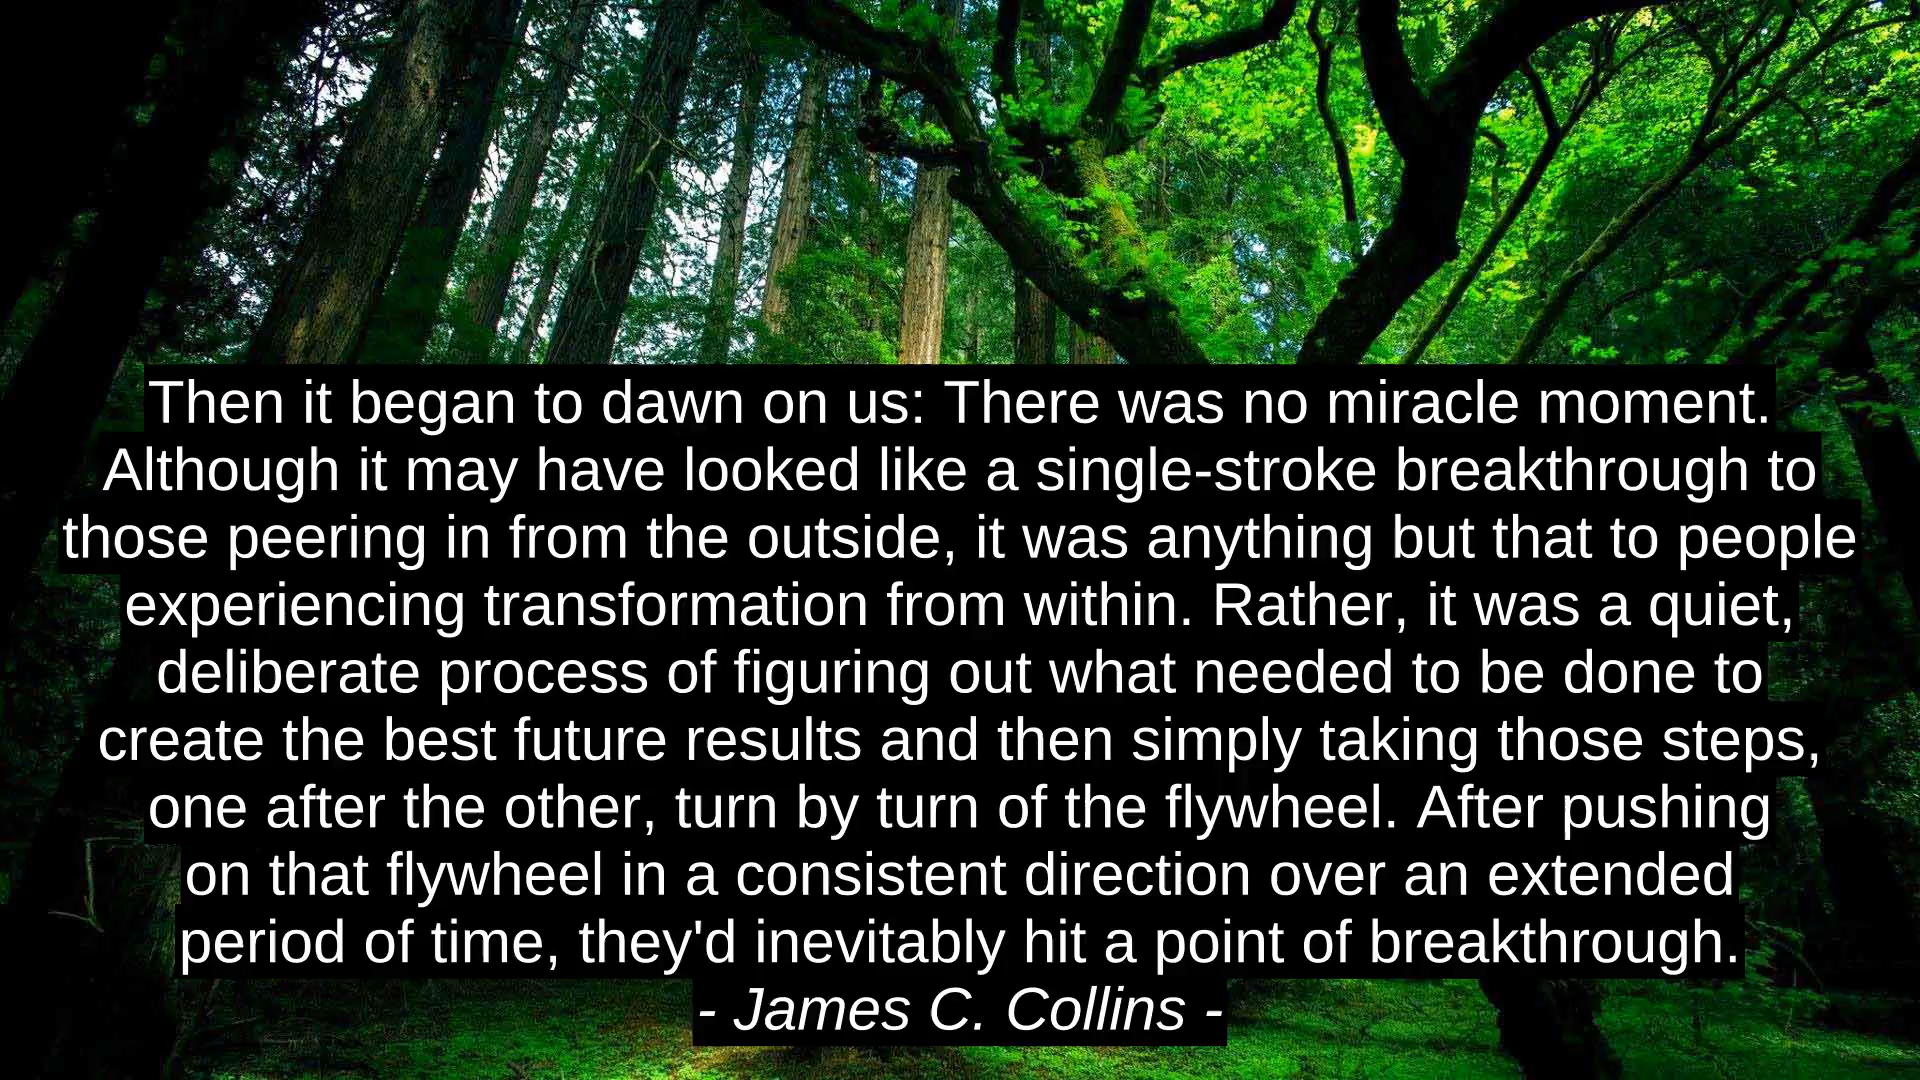 Then it began to dawn on us: There was no miracle moment.
Although it may have looked like a single-stroke breakthrough to
those peering in from the outside, it was anything but that to people
experiencing transformation from within. Rather, it was a quiet,
deliberate process of figuring out what needed to be done to
create the best future results and then simply taking those steps,
one after the other, turn by turn of the flywheel. After pushing
on that flywheel in a consistent direction over an extended
period of time, they'd inevitably hit a point of breakthrough.
- James C. Collins -